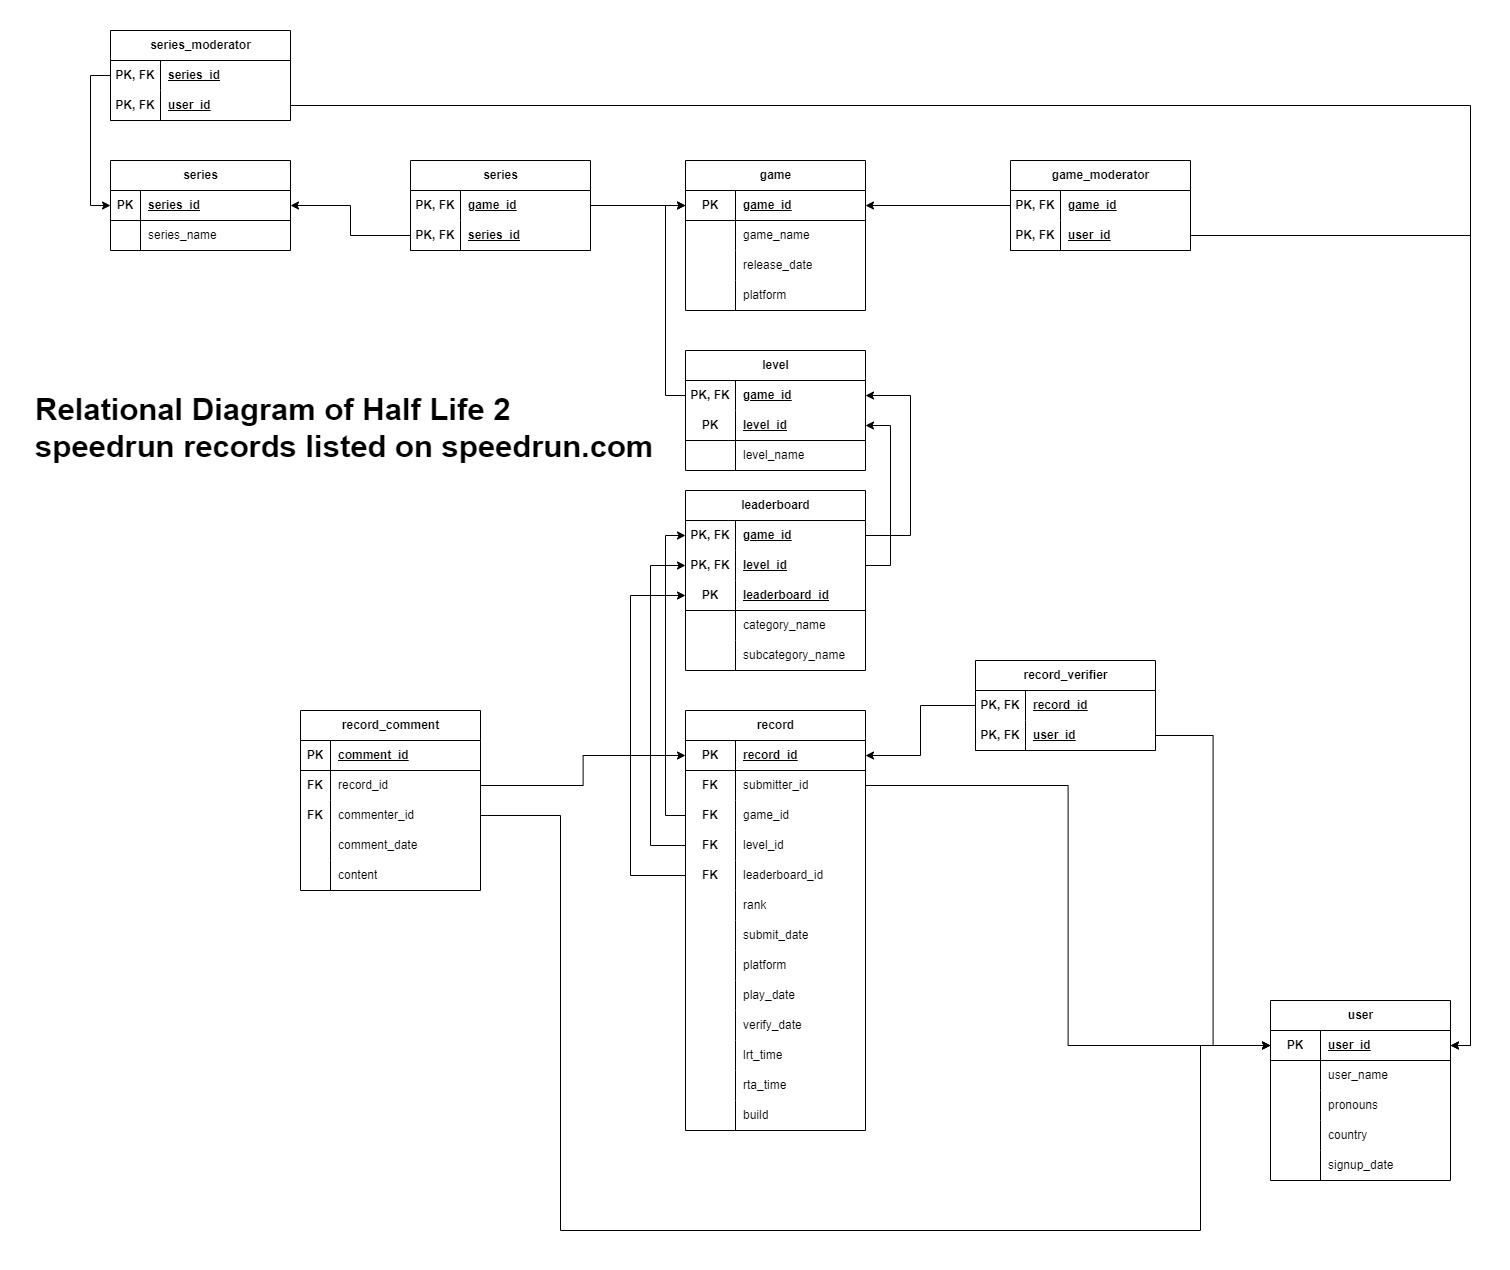 series_moderator
PK, FK series_id
PK, FK user_id
series
PK series_id
series_name
series
PK, FK game_id
PK, FK series_id
game
PK game_id
game_name
release_date
platform
game_moderator
PK, FK game_id
PK, FK user_id
level
PK, FK game_id
PK level_id
level_name
Relational Diagram of Half Life 2
speedrun records listed on speedrun.com
leaderboard
PK, FK game_id
PK, FK level_id
PK leaderboard_id
category_name
subcategory_name
record_verifier
PK, FK record_id
PK, FK user_id
record_comment
PK comment_id
FK record_id
FK commenter_id
comment_date
content
record
PK record_id
FK submitter_id
FK game_id
FK level_id
FK leaderboard_id
rank
submit_date
platform
play_date
verify_date
lrt_time
rta_time
build
user
PK user_id
user_name
pronouns
country
signup_date